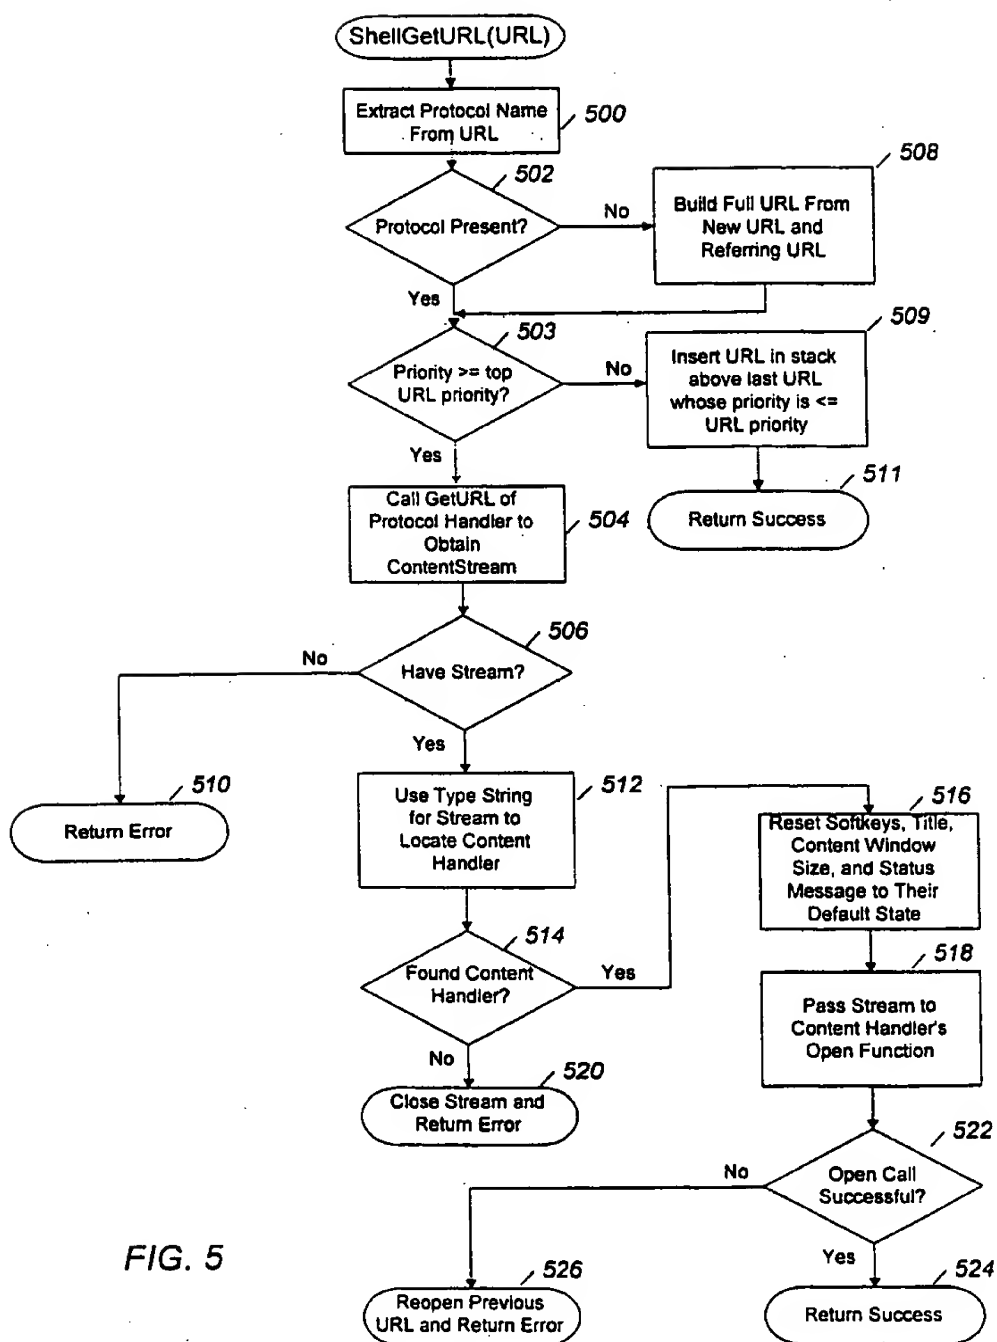 ShellGetURL(URL)
Extract Protocol Name
From URL
500
502
Protocol Present?
No
Yes
508
Build Full URL From
New URL and
Referring URL
503
Priority >= top
URL priority?
No
Yes
509
Insert URL in stack
above last URL
whose priority is <=
URL priority
511
Return Success
Call GetURL of
Protocol Handler to
Obtain
ContentStream
504
506
Have Stream?
No
Yes
510
Return Error
512
Use Type String
for Stream to
Locate Content
Handler
514
Found Content
Handler?
Yes
No
516
Reset Softkeys, Title,
Content Window
Size, and Status
Message to Their
Default State
518
Pass Stream to
Content Handler's
Open Function
520
Close Stream and
Return Error
522
Open Call
Successful?
No
Yes
FIG. 5
526
Reopen Previous
URL and Return Error
524
Return Success